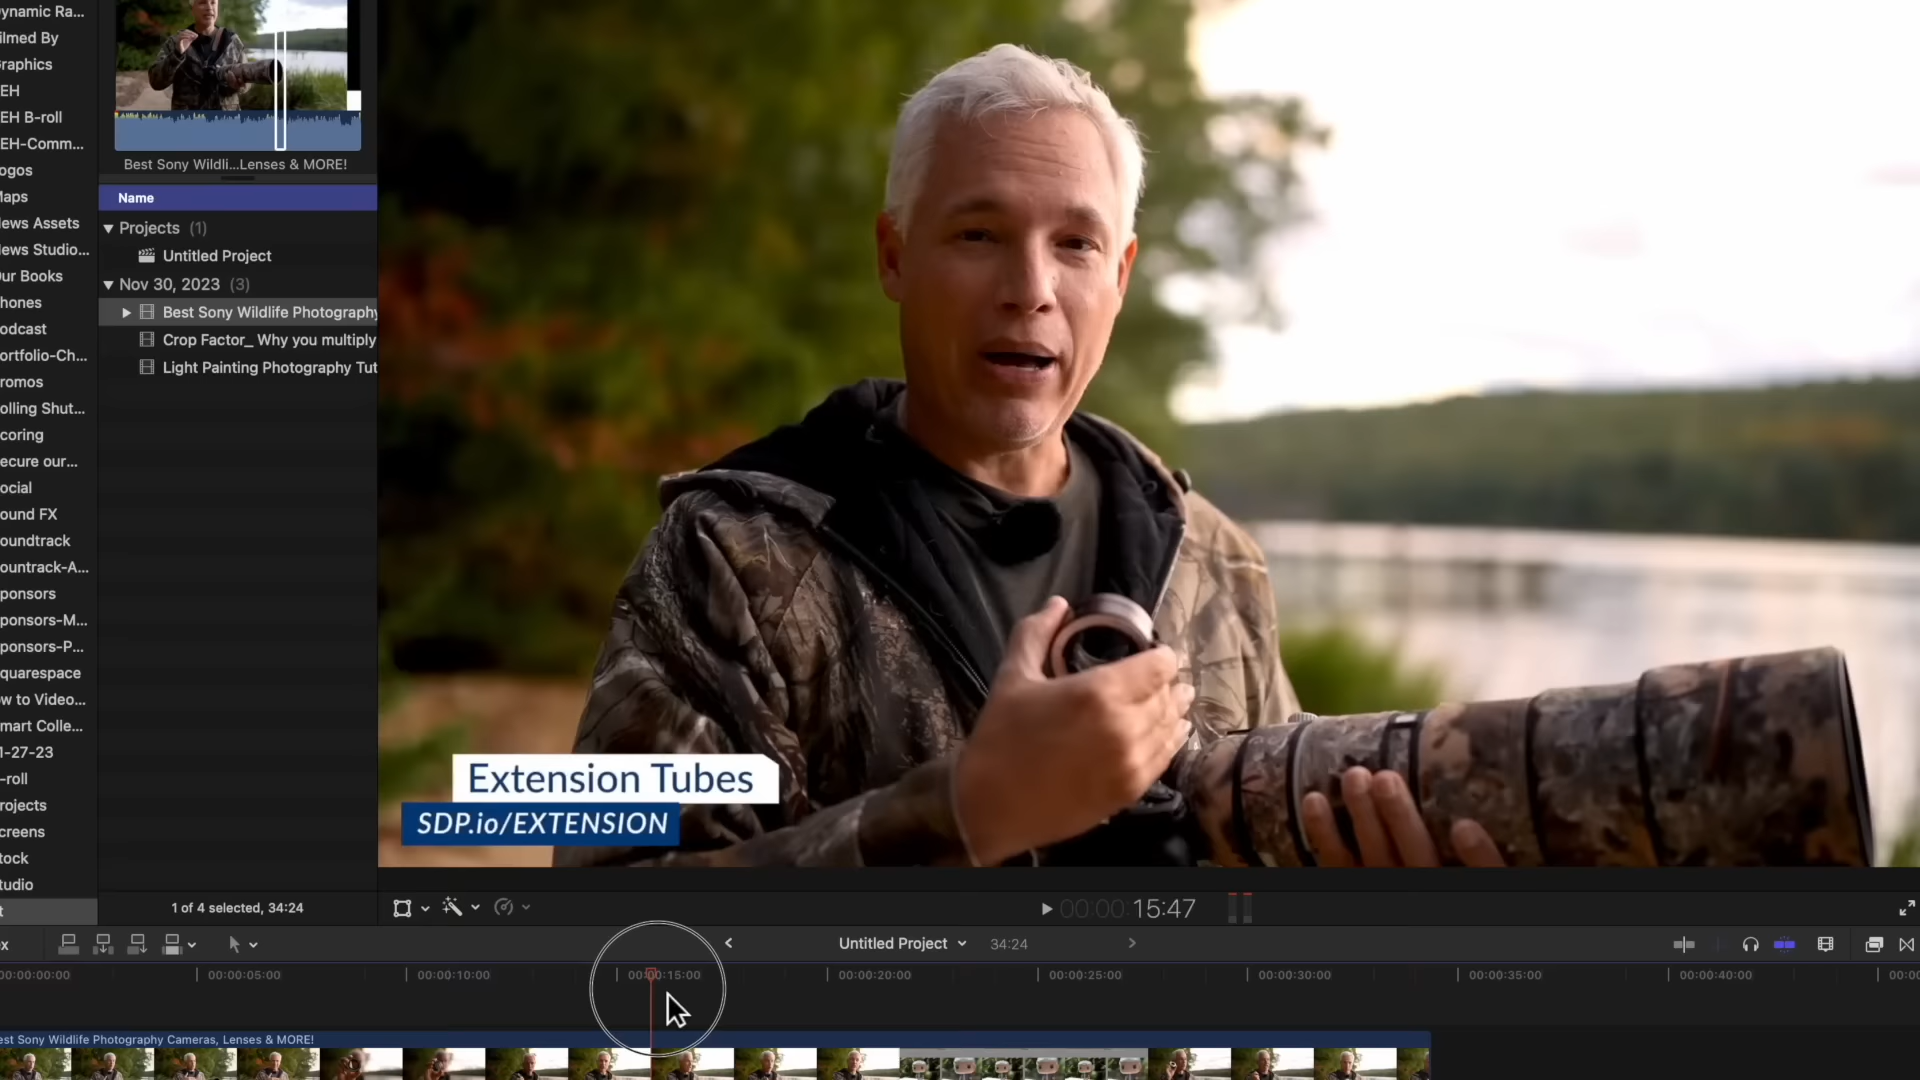 ynamic Ra...
ilmed By
raphics
EH
EH B-roll
EH-Comm...
ogos
Maps
ews Assets
ews Studio...
ur Books
hones
odcast
ortfolio-Ch...
romos
olling Shut...
coring
ecure our...
ocial
ound FX
oundtrack
ountrack-A...
ponsors
ponsors-M...
ponsors-P...
quarespace
ow to Video...
mart Colle...
1-27-23
-roll
rojects
creens
tock
tudio
t
Best Sony Wildli...Lenses & MORE!
Name
Projects (1)
Untitled Project
Nov 30, 2023 (3)
Best Sony Wildlife Photography
Crop Factor_ Why you multiply
Light Painting Photography Tut
1 of 4 selected, 34:24
Extension Tubes
SDP.io/EXTENSION
00:00:15:47
x
Untitled Project
34:24
00:00:00:00
00:00:05:00
00:00:10:00
00:00:15:00
00:00:20:00
00:00:25:00
00:00:30:00
00:00:35:00
00:00:40:00
00:00
est Sony Wildlife Photography Cameras, Lenses & MORE!